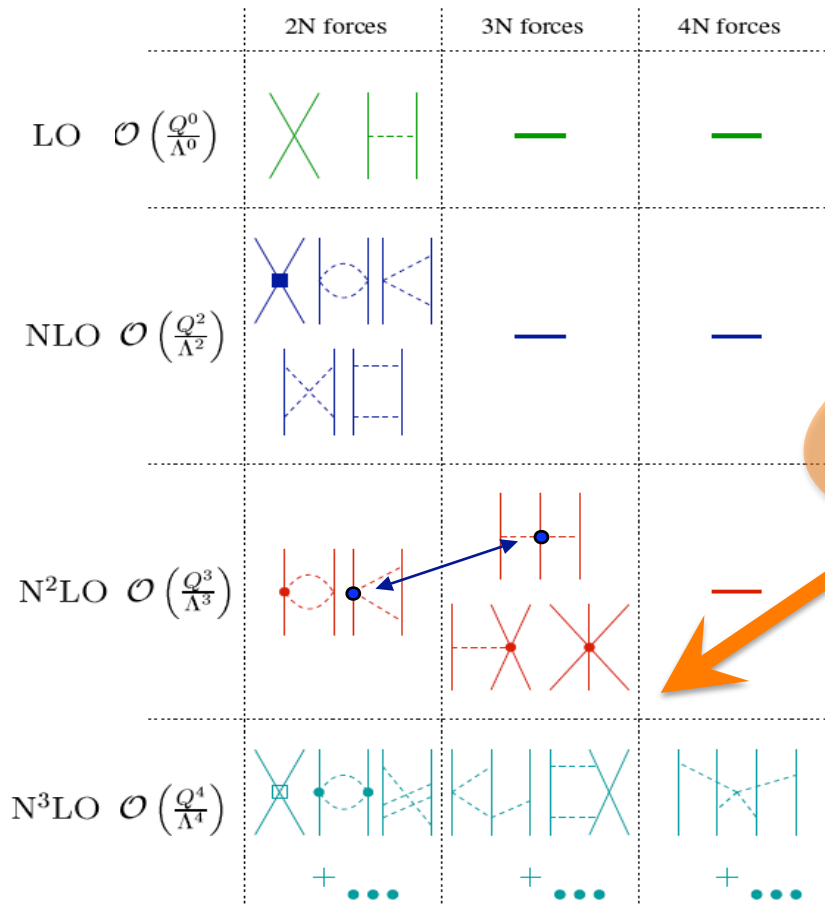 2N forces 3N forces 4N forces
LO 𝒪 (Q⁰/Λ⁰) — —
NLO 𝒪 (Q²/Λ²) — —
N²LO 𝒪 (Q³/Λ³) —
N³LO 𝒪 (Q⁴/Λ⁴)
+ ... + ... + ...